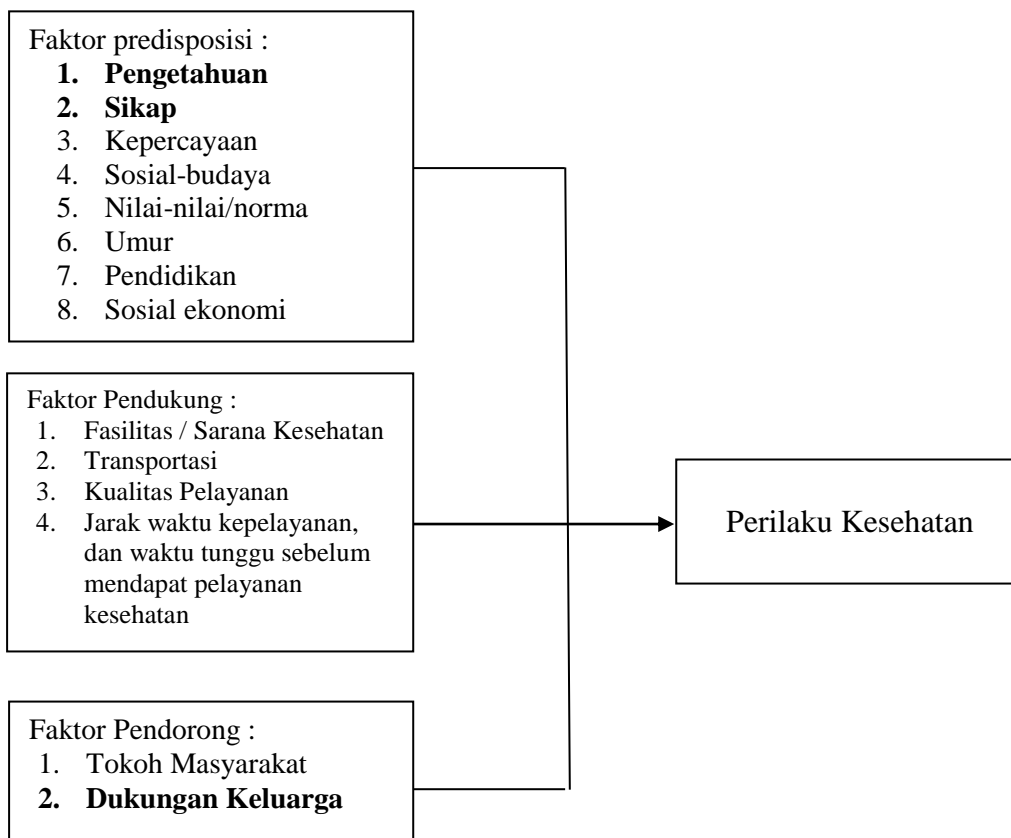 Faktor predisposisi :
1. Pengetahuan
2. Sikap
3. Kepercayaan
4. Sosial-budaya
5. Nilai-nilai/norma
6. Umur
7. Pendidikan
8. Sosial ekonomi
Faktor Pendukung :
1. Fasilitas / Sarana Kesehatan
2. Transportasi
3. Kualitas Pelayanan
4. Jarak waktu kepelayanan,
dan waktu tunggu sebelum
mendapat pelayanan
kesehatan
Perilaku Kesehatan
Faktor Pendorong :
1. Tokoh Masyarakat
2. Dukungan Keluarga